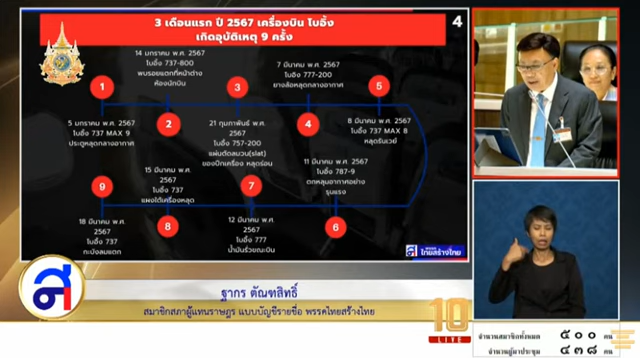 3 เดือนแรก ปี 2567 เครื่องบิน โบอิ้ง
เกิดอุบัติเหตุ 9 ครั้ง
4
14 มกราคม พ.ศ. 2567
โบอิ้ง 737-800
พบรอยแตกที่หน้าต่าง
ห้องนักบิน
7 มีนาคม พ.ศ. 2567
โบอิง 777-200
ยางล้อหลุดกลางอากาศ
1
3
5
5 มกราคม พ.ศ. 2567
โบอิ้ง 737 MAX 9
ประตูหลุดกลางอากาศ
2
21 กุมภาพันธ์ พ.ศ.
2567
โบอิ้ง 757-200
แผ่นดัดลมวน(slat)
ของปีกเครื่อง หลุดร่อน
4
8 มีนาคม พ.ศ. 2567
โบอิ้ง 737 MAX 8
หลุดรันเวย์
15 มีนาคม พ.ศ.
2567
โบอิ้ง 737
แผงใต้เครื่องหลุด
11 มีนาคม พ.ศ.
2567
โบอิ้ง 787-9
ตกหลุมอากาศอย่าง
รุนแรง
9
7
18 มีนาคม พ.ศ.
2567
โบอิ้ง 737
กะบังลมแตก
8
12 มีนาคม พ.ศ.
2567
โบอิ้ง 777
น้ำมันรั่วขณะบิน
6
พรรค
ไทยสร้างไทย
ฐากร ตัณฑสิทธิ์
สมาชิกสภาผู้แทนราษฎร แบบบัญชีรายชื่อ พรรคไทยสร้างไทย
10
LIVE
จำนวนสมาชิกทั้งหมด ๕๐๐ คน
จำนวนผู้มาประชุม ๔๓๘ คน